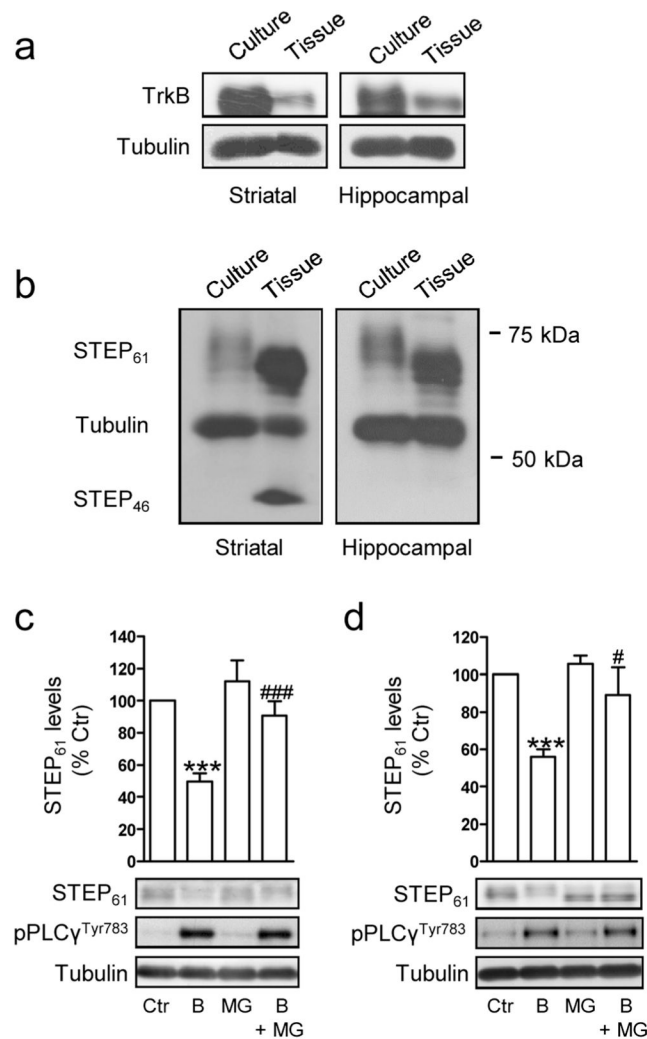 a
Culture Tissue Culture Tissue
TrkB
Tubulin
Striatal Hippocampal
b
Culture Tissue Culture Tissue
STEP61
Tubulin
STEP46
75 kDa
50 kDa
Striatal Hippocampal
c
STEP61 levels
(% Ctr)
140
120
100
80
60
40
20
0
***
###
STEP61
pPLCγTyr783
Tubulin
Ctr B MG B
+ MG
d
STEP61 levels
(% Ctr)
120
100
80
60
40
20
0
***
#
STEP61
pPLCγTyr783
Tubulin
Ctr B MG B
+ MG